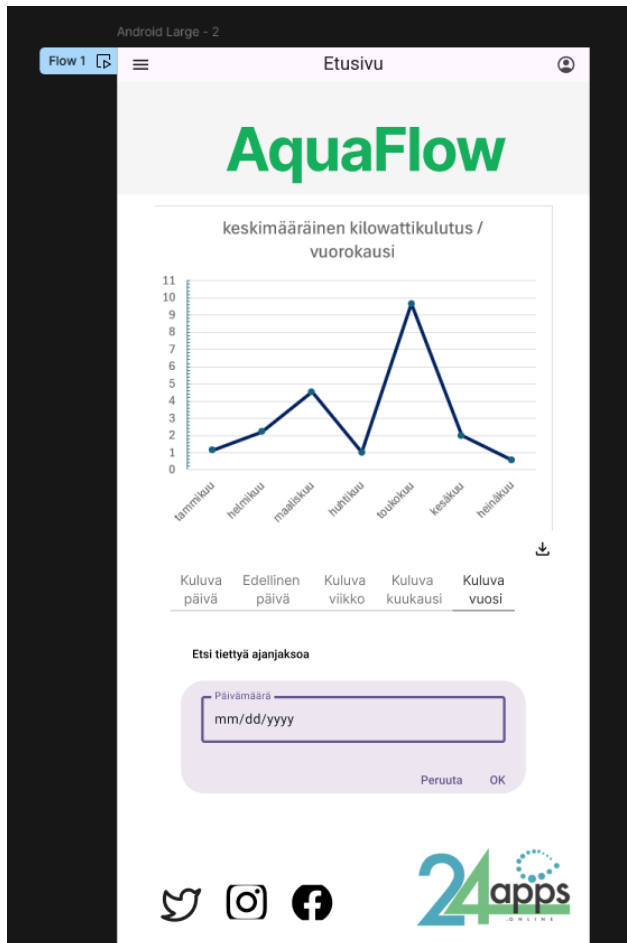 Android Large - 2
Flow 1
Etusivu
AquaFlow
keskimääräinen kilowattikulutus /
vuorokausi
11
10
9
8
7
6
5
4
3
2
1
0
tammikuu
helmikuu
maaliskuu
huhtikuu
toukokuu
kesäkuu
heinäkuu
Kuluva päivä
Edellinen päivä
Kuluva viikko
Kuluva kuukausi
Kuluva vuosi
Etsi tiettyä ajanjaksoa
Päivämäärä
mm/dd/yyyy
Peruuta OK
24apps
.ONLINE